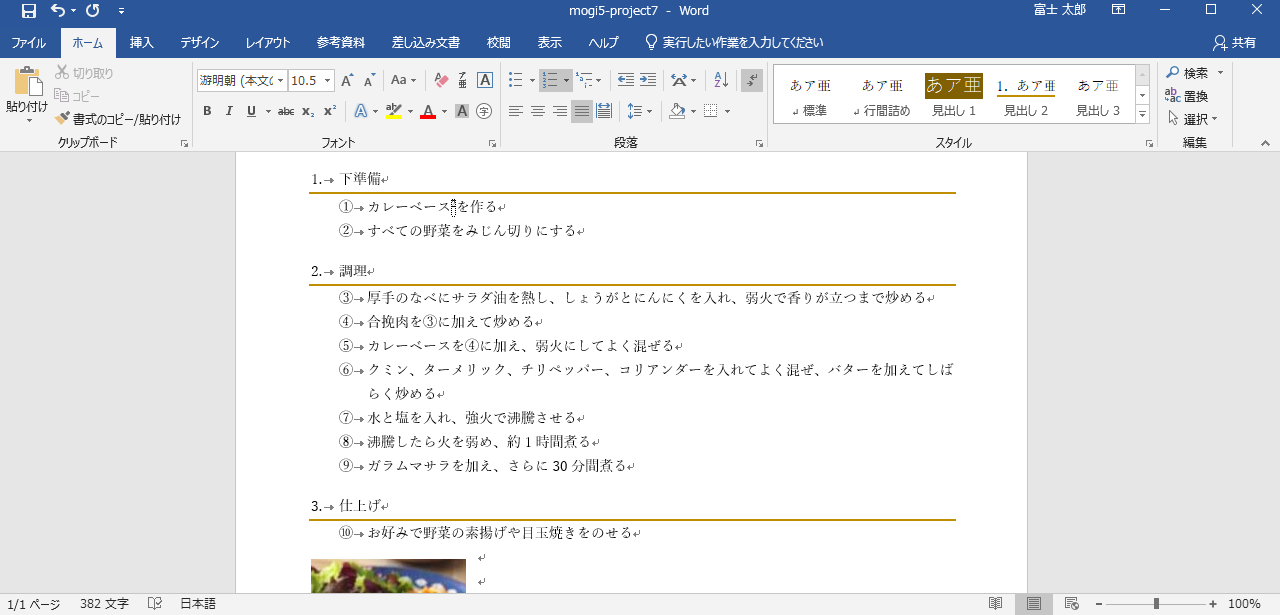 mogi5-project7 - Word
富士 太郎
ファイル ホーム 挿入 デザイン レイアウト 参考資料 差し込み文書 校閲 表示 ヘルプ 実行したい作業を入力してください 共有
貼り付け
切り取り
コピー
書式のコピー/貼り付け
クリップボード
游明朝 (本文の 10.5
フォント
段落
あア亜 標準
あア亜 行間詰め
あア亜 見出し 1
1. あア亜 見出し 2
あア亜 見出し 3
スタイル
検索
置換
選択
編集
1. 下準備
① カレーベースを作る
② すべての野菜をみじん切りにする
2. 調理
③ 厚手のなべにサラダ油を熱し、しょうがとにんにくを入れ、弱火で香りが立つまで炒める
④ 合挽肉を③に加えて炒める
⑤ カレーベースを④に加え、弱火にしてよく混ぜる
⑥ クミン、ターメリック、チリペッパー、コリアンダーを入れてよく混ぜ、バターを加えてしば
らく炒める
⑦ 水と塩を入れ、強火で沸騰させる
⑧ 沸騰したら火を弱め、約 1 時間煮る
⑨ ガラムマサラを加え、さらに 30 分間煮る
3. 仕上げ
⑩ お好みで野菜の素揚げや目玉焼きをのせる
1/1 ページ 382 文字 日本語 100%